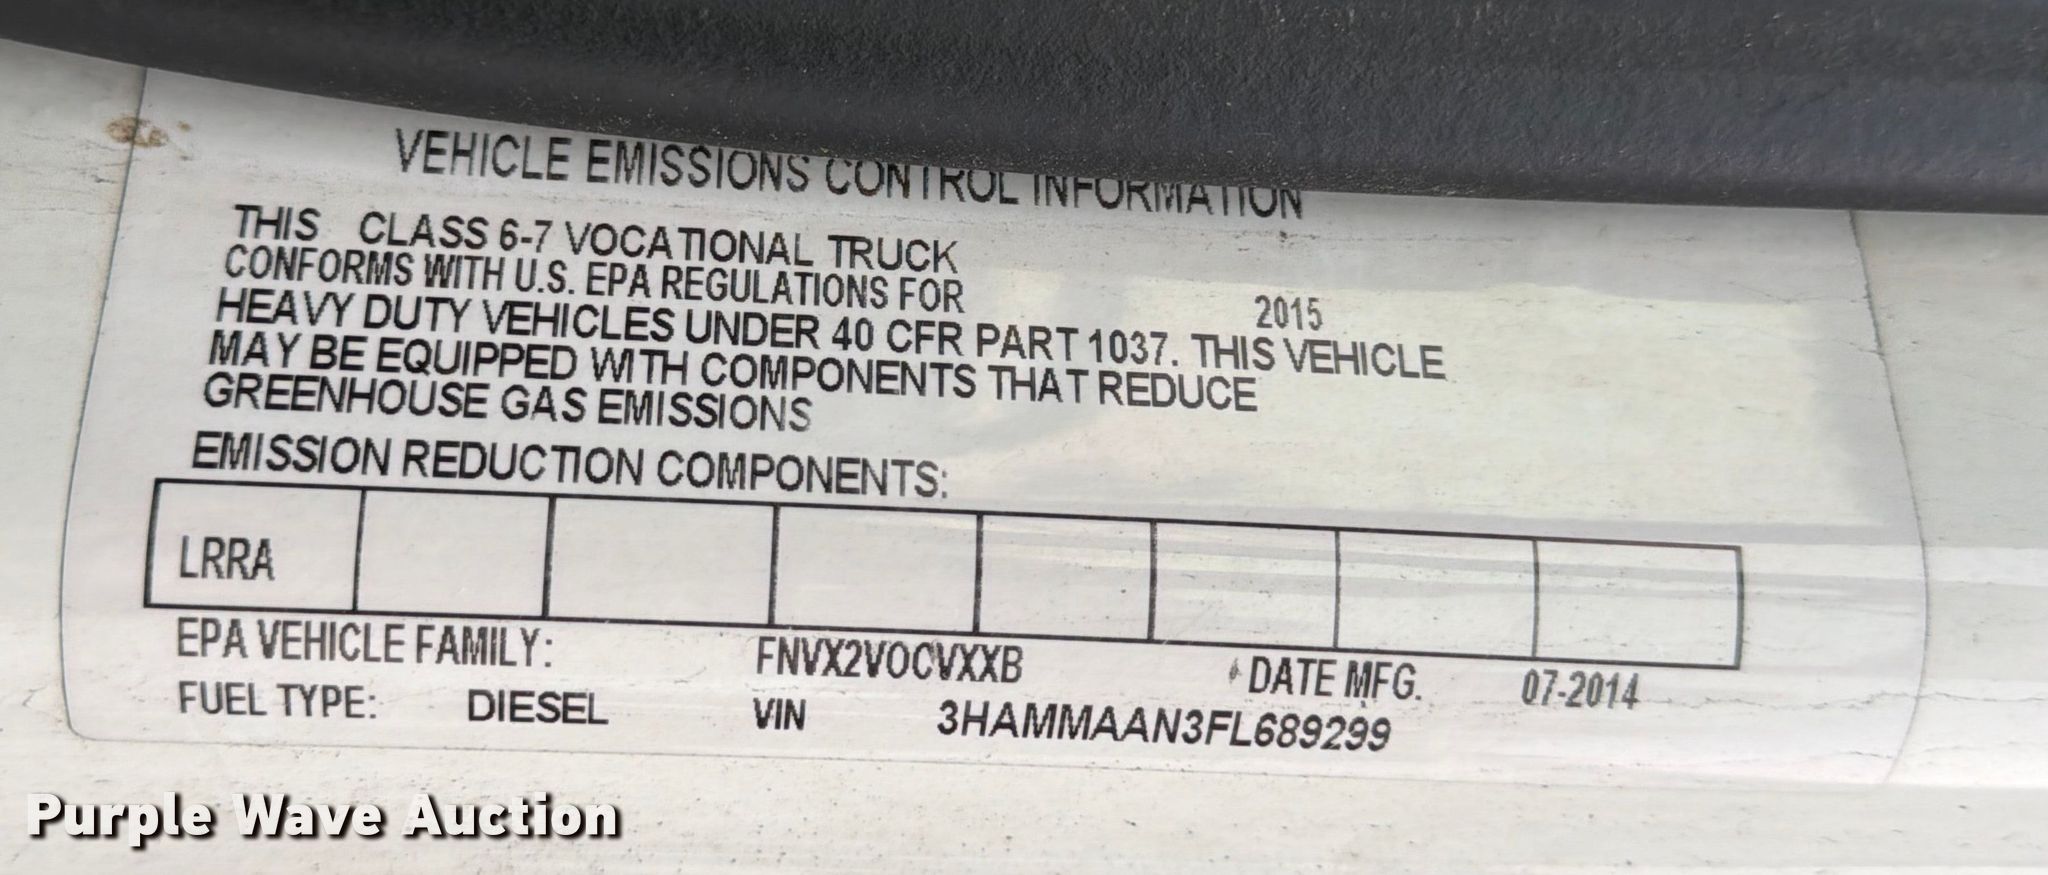 VEHICLE EMISSIONS CONTROL INFORMATION
THIS CLASS 6-7 VOCATIONAL TRUCK
CONFORMS WITH U.S. EPA REGULATIONS FOR 2015
HEAVY DUTY VEHICLES UNDER 40 CFR PART 1037. THIS VEHICLE
MAY BE EQUIPPED WITH COMPONENTS THAT REDUCE
GREENHOUSE GAS EMISSIONS
EMISSION REDUCTION COMPONENTS:
LRRA
EPA VEHICLE FAMILY: FNVX2VOCVXXB DATE MFG. 07-2014
FUEL TYPE: DIESEL VIN 3HAMMAAN3FL689299
Purple Wave Auction